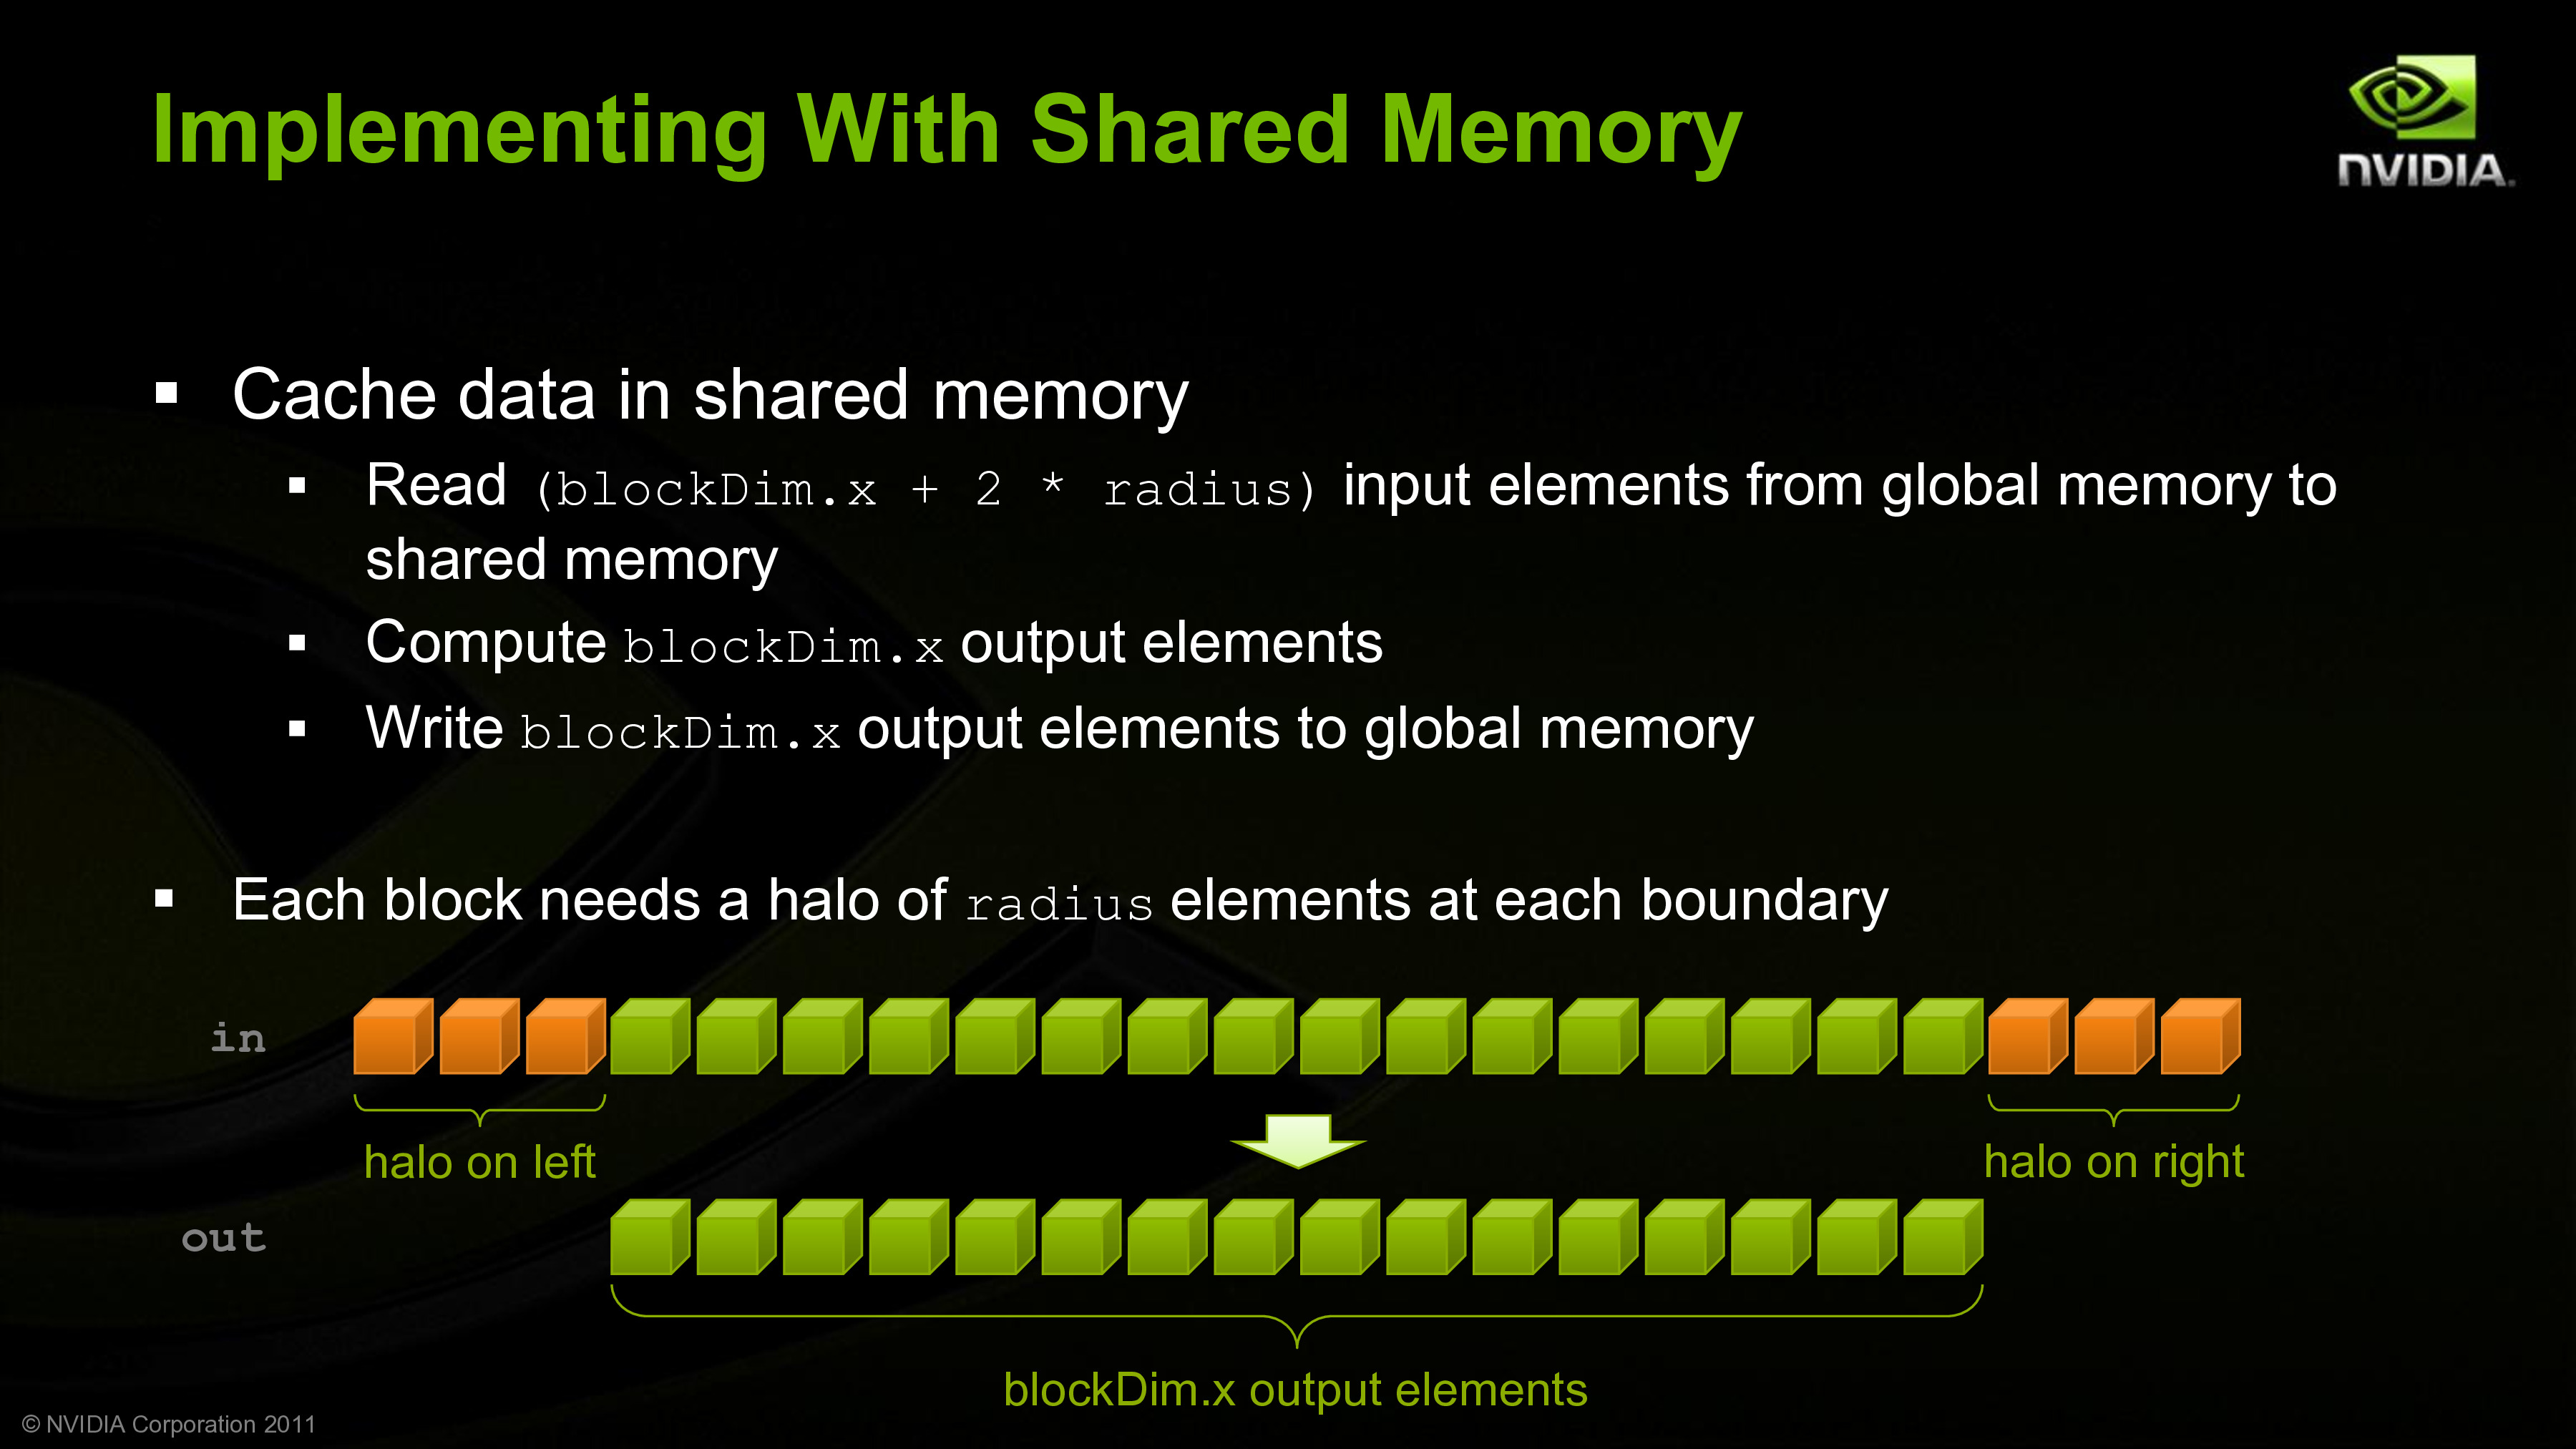 Implementing With Shared Memory
NVIDIA.
▪ Cache data in shared memory
▪ Read (blockDim.x + 2 * radius) input elements from global memory to
shared memory
▪ Compute blockDim.x output elements
▪ Write blockDim.x output elements to global memory
▪ Each block needs a halo of radius elements at each boundary
in
halo on left
halo on right
out
blockDim.x output elements
© NVIDIA Corporation 2011